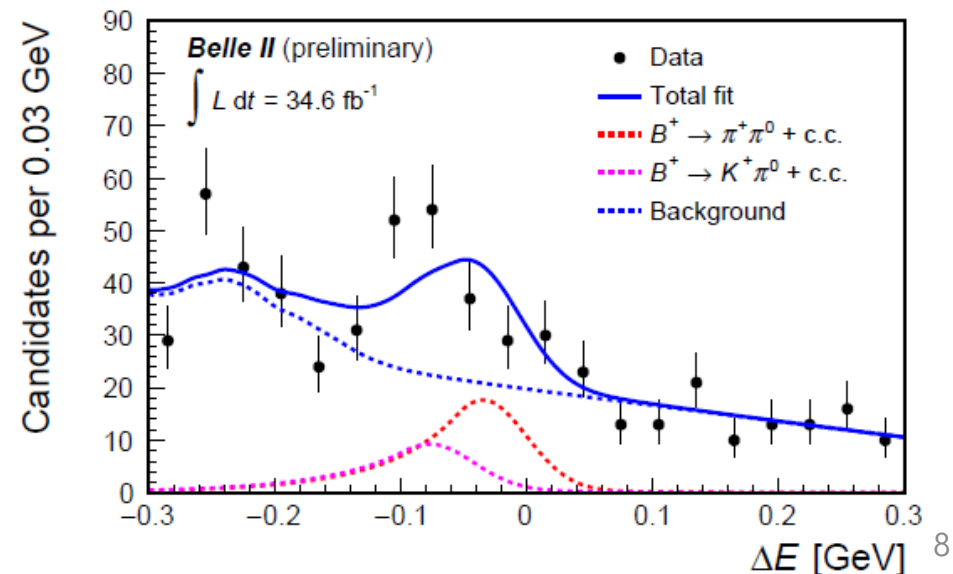 Candidates per 0.03 GeV
90
80
70
60
50
40
30
20
10
0
Belle II (preliminary)
∫ L dt = 34.6 fb⁻¹
Data
Total fit
B⁺ → π⁺π⁰ + c.c.
B⁺ → K⁺π⁰ + c.c.
Background
−0.3 −0.2 −0.1 0 0.1 0.2 0.3
ΔE [GeV]
8